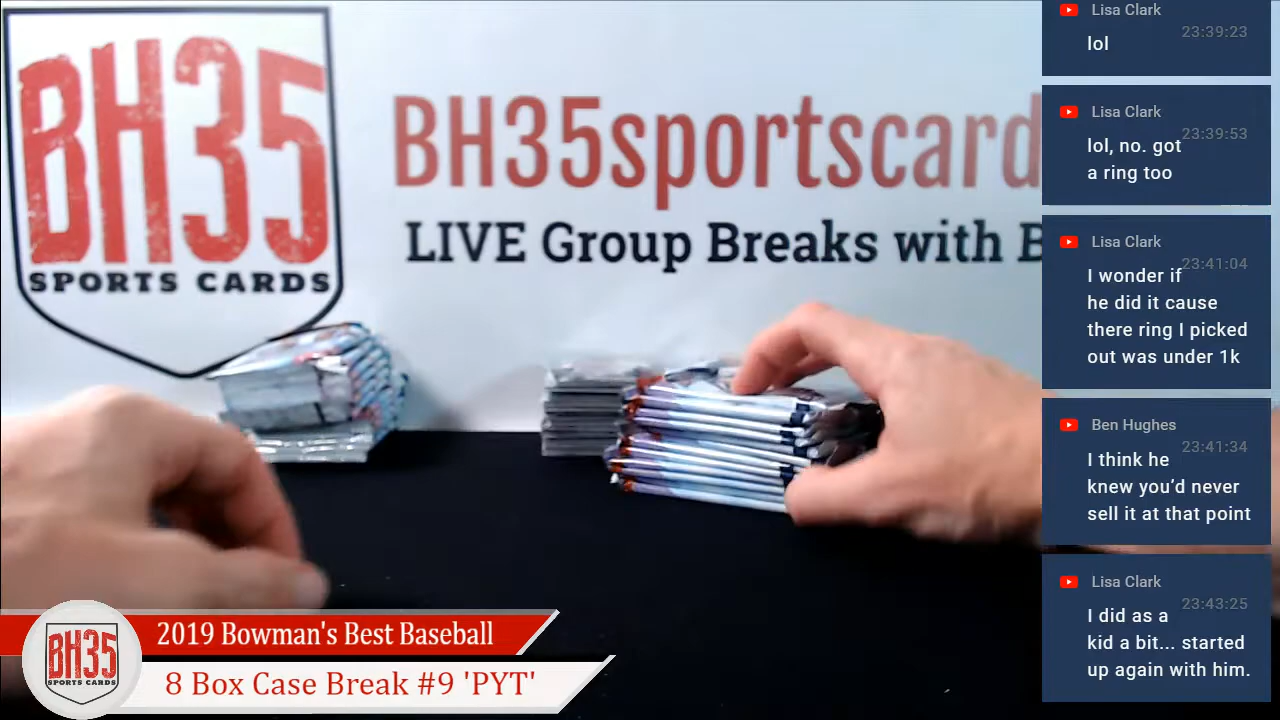 BH35
SPORTS CARDS
BH35sportscard
LIVE Group Breaks with B
Lisa Clark
23:39:23
lol
Lisa Clark
23:39:53
lol, no. got
a ring too
Lisa Clark
23:41:04
I wonder if
he did it cause
there ring I picked
out was under 1k
Ben Hughes
23:41:34
I think he
knew you'd never
sell it at that point
Lisa Clark
23:43:25
I did as a
kid a bit... started
up again with him.
BH35
SPORTS CARDS
2019 Bowman's Best Baseball
8 Box Case Break #9 'PYT'